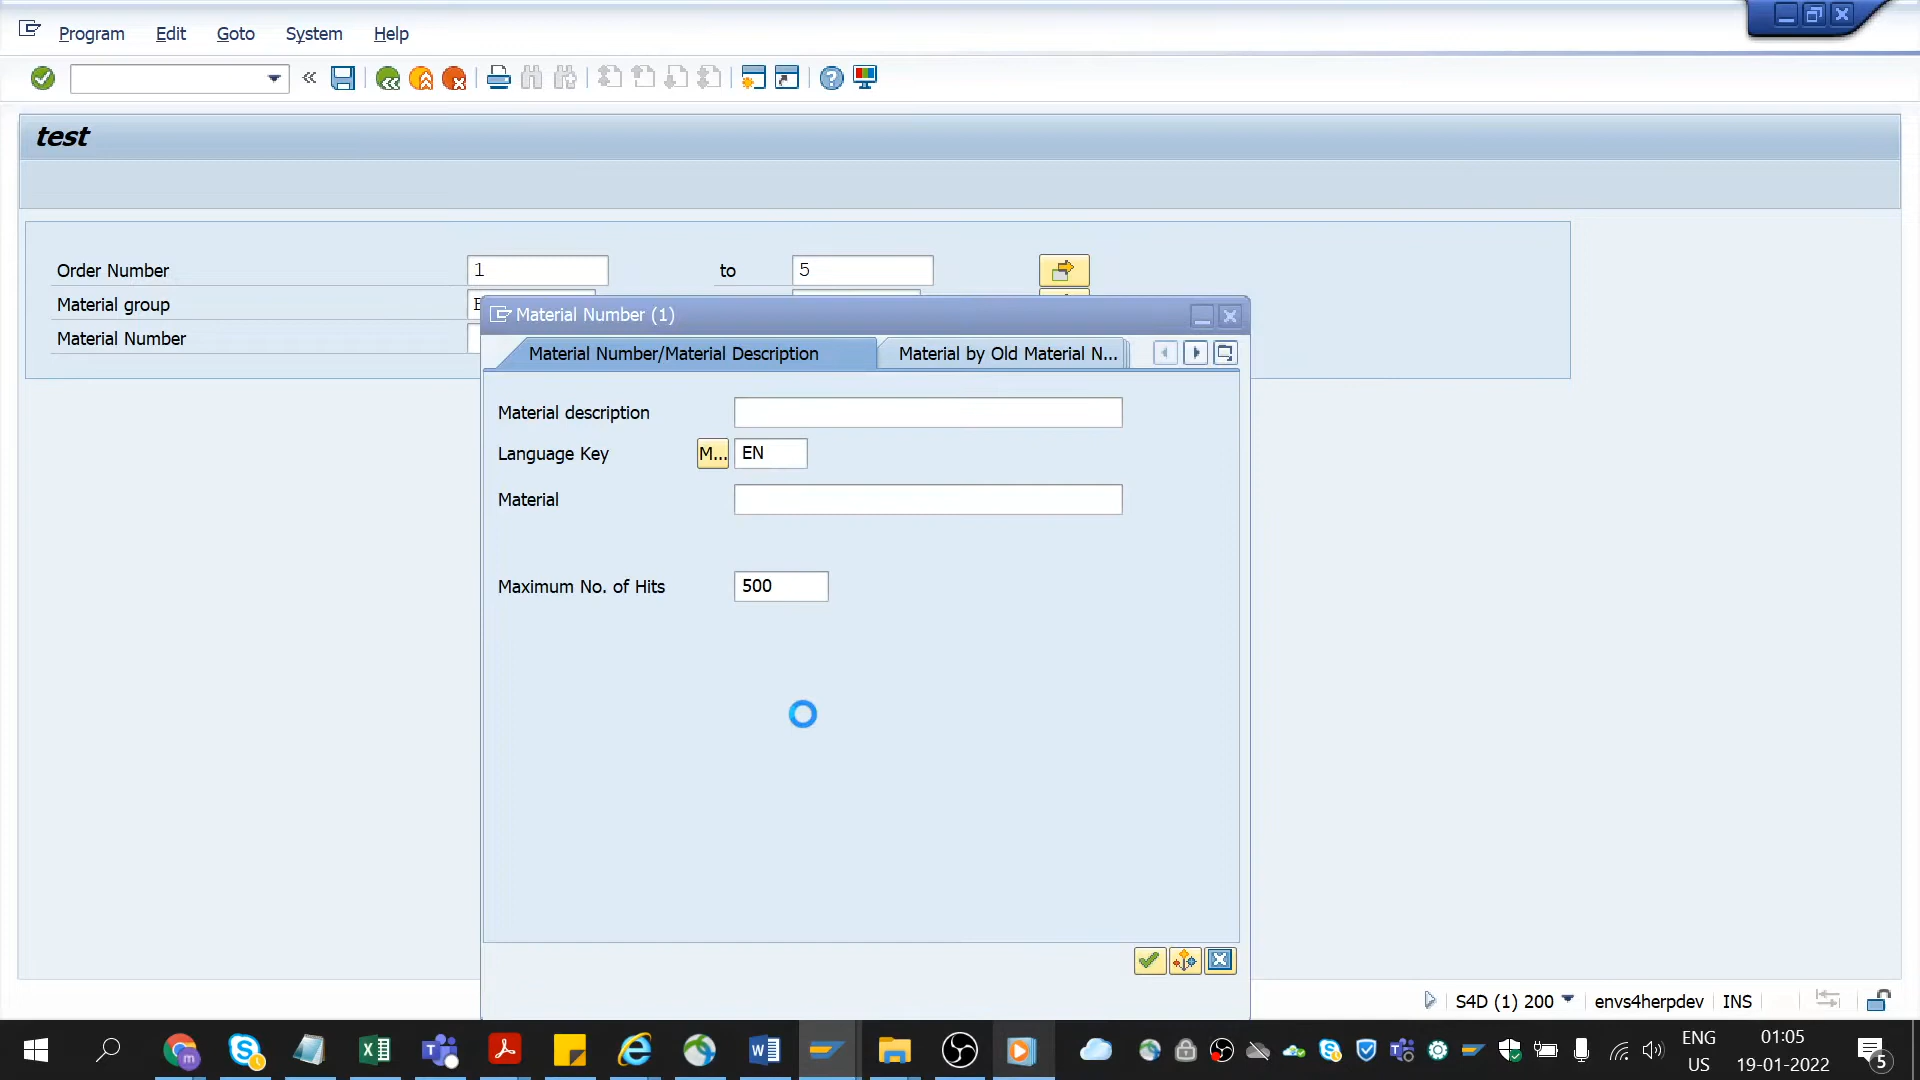 Program Edit Goto System Help
test
Order Number 1 to 5
Material group
Material Number
Material Number (1)
Material Number/Material Description Material by Old Material N...
Material description
Language Key M... EN
Material
Maximum No. of Hits 500
S4D (1) 200 envs4herpdev INS
ENG 01:05
US 19-01-2022 5